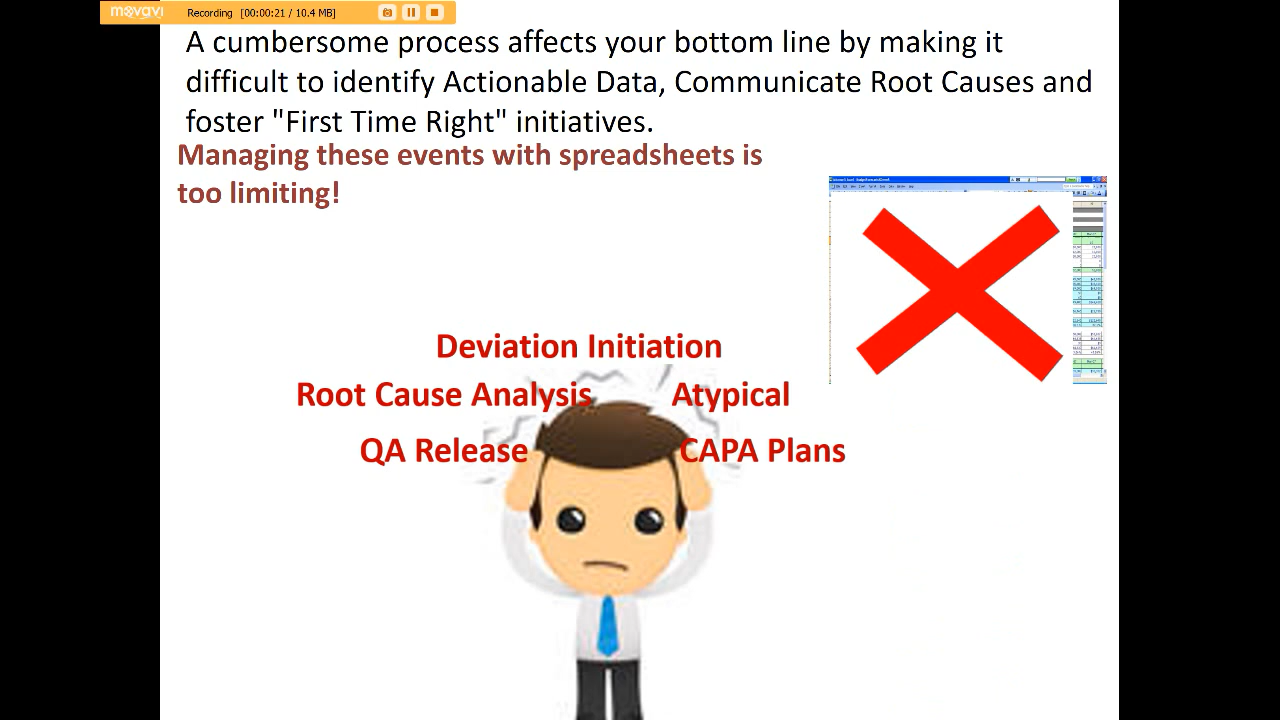 movavi Recording [00:00:21 / 10.4 MB]
A cumbersome process affects your bottom line by making it
difficult to identify Actionable Data, Communicate Root Causes and
foster "First Time Right" initiatives.
Managing these events with spreadsheets is
too limiting!
Deviation Initiation
Root Cause Analysis Atypical
QA Release CAPA Plans